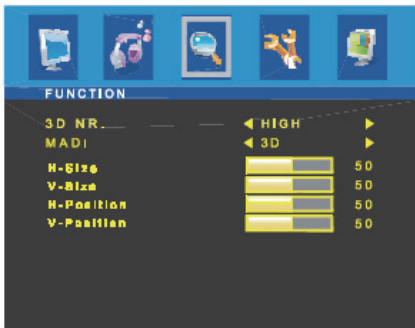 FUNCTION
3D NR. HIGH
MADI 3D
H-Size 50
V-Size 50
H-Position 50
V-Position 50